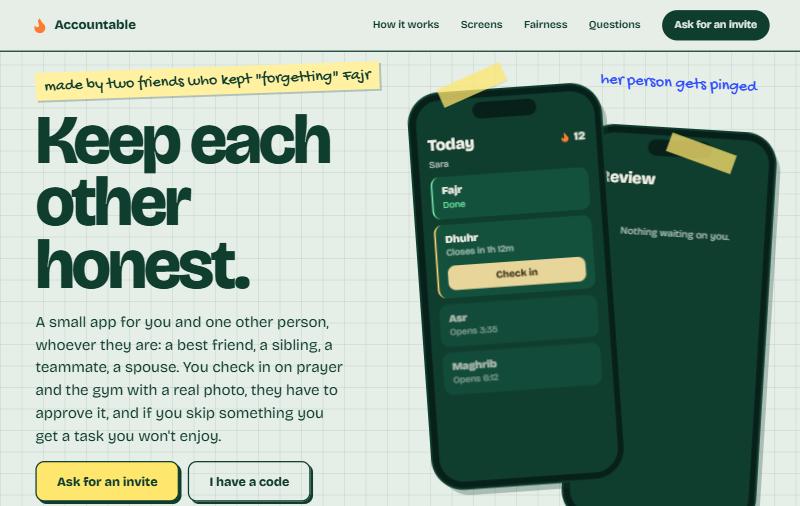 Accountable
How it works
Screens
Fairness
Questions
Ask for an invite
made by two friends who kept "forgetting" Fajr
Keep each
other
honest.
A small app for you and one other person,
whoever they are: a best friend, a sibling, a
teammate, a spouse. You check in on prayer
and the gym with a real photo, they have to
approve it, and if you skip something you
get a task you won't enjoy.
Ask for an invite
I have a code
her person gets pinged
Today
12
Sara
Fajr
Done
Dhuhr
Closes in 1h 12m
Check in
Asr
Opens 3:35
Maghrib
Opens 6:12
Review
Nothing waiting on you.